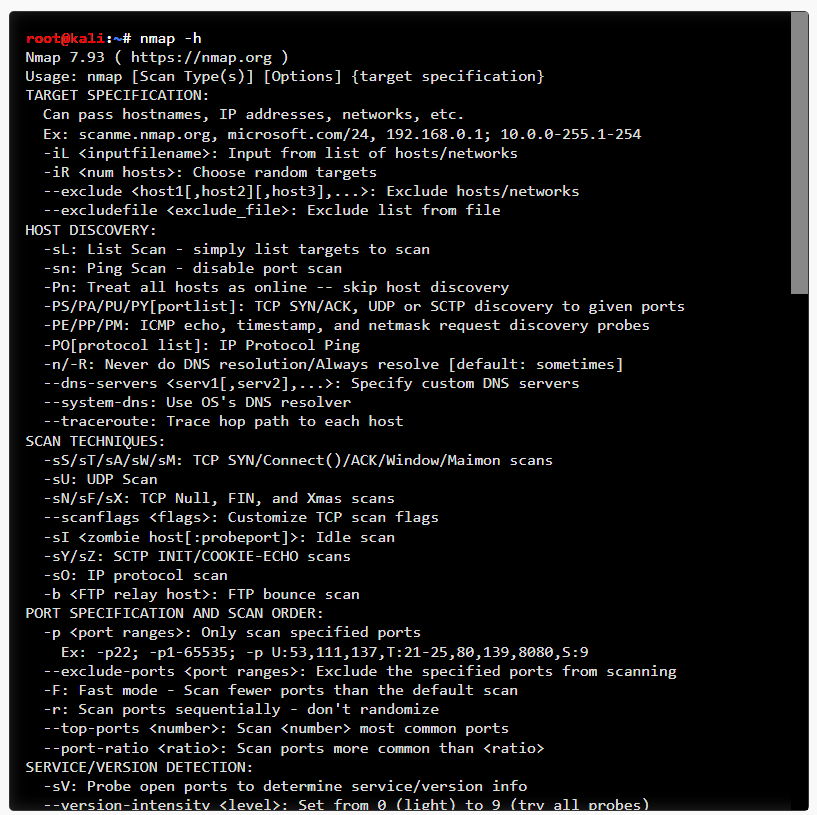 root@kali:~# nmap -h
Nmap 7.93 ( https://nmap.org )
Usage: nmap [Scan Type(s)] [Options] {target specification}
TARGET SPECIFICATION:
  Can pass hostnames, IP addresses, networks, etc.
  Ex: scanme.nmap.org, microsoft.com/24, 192.168.0.1; 10.0.0-255.1-254
  -iL <inputfilename>: Input from list of hosts/networks
  -iR <num hosts>: Choose random targets
  --exclude <host1[,host2][,host3],...>: Exclude hosts/networks
  --excludefile <exclude_file>: Exclude list from file
HOST DISCOVERY:
  -sL: List Scan - simply list targets to scan
  -sn: Ping Scan - disable port scan
  -Pn: Treat all hosts as online -- skip host discovery
  -PS/PA/PU/PY[portlist]: TCP SYN/ACK, UDP or SCTP discovery to given ports
  -PE/PP/PM: ICMP echo, timestamp, and netmask request discovery probes
  -PO[protocol list]: IP Protocol Ping
  -n/-R: Never do DNS resolution/Always resolve [default: sometimes]
  --dns-servers <serv1[,serv2],...>: Specify custom DNS servers
  --system-dns: Use OS's DNS resolver
  --traceroute: Trace hop path to each host
SCAN TECHNIQUES:
  -sS/sT/sA/sW/sM: TCP SYN/Connect()/ACK/Window/Maimon scans
  -sU: UDP Scan
  -sN/sF/sX: TCP Null, FIN, and Xmas scans
  --scanflags <flags>: Customize TCP scan flags
  -sI <zombie host[:probeport]>: Idle scan
  -sY/sZ: SCTP INIT/COOKIE-ECHO scans
  -sO: IP protocol scan
  -b <FTP relay host>: FTP bounce scan
PORT SPECIFICATION AND SCAN ORDER:
  -p <port ranges>: Only scan specified ports
    Ex: -p22; -p1-65535; -p U:53,111,137,T:21-25,80,139,8080,S:9
  --exclude-ports <port ranges>: Exclude the specified ports from scanning
  -F: Fast mode - Scan fewer ports than the default scan
  -r: Scan ports sequentially - don't randomize
  --top-ports <number>: Scan <number> most common ports
  --port-ratio <ratio>: Scan ports more common than <ratio>
SERVICE/VERSION DETECTION:
  -sV: Probe open ports to determine service/version info
  --version-intensity <level>: Set from 0 (light) to 9 (try all probes)